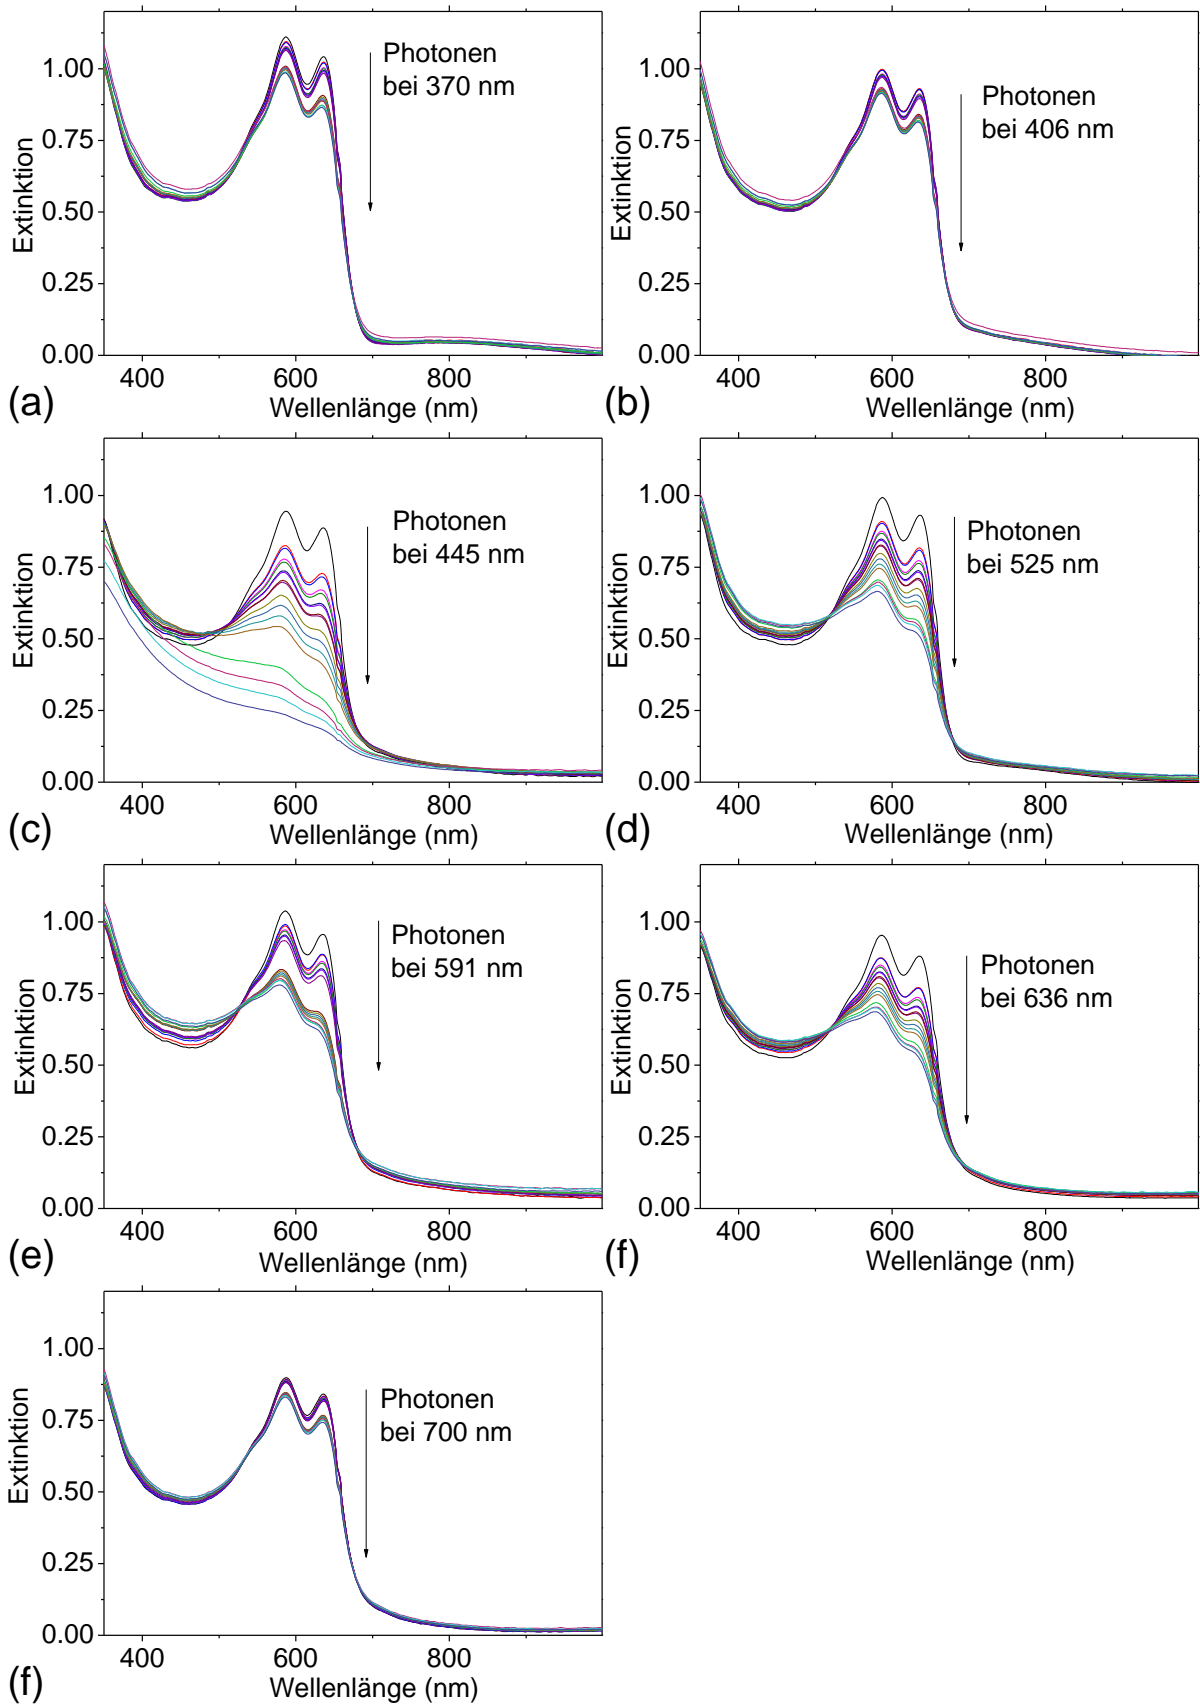 1.00
0.75
0.50
0.25
0.00
Extinktion
Photonen
bei 370 nm
400 600 800
Wellenlänge (nm)
(a)
1.00
0.75
0.50
0.25
0.00
Extinktion
Photonen
bei 406 nm
400 600 800
Wellenlänge (nm)
(b)
1.00
0.75
0.50
0.25
0.00
Extinktion
Photonen
bei 445 nm
400 600 800
Wellenlänge (nm)
(c)
1.00
0.75
0.50
0.25
0.00
Extinktion
Photonen
bei 525 nm
400 600 800
Wellenlänge (nm)
(d)
1.00
0.75
0.50
0.25
0.00
Extinktion
Photonen
bei 591 nm
400 600 800
Wellenlänge (nm)
(e)
1.00
0.75
0.50
0.25
0.00
Extinktion
Photonen
bei 636 nm
400 600 800
Wellenlänge (nm)
(f)
1.00
0.75
0.50
0.25
0.00
Extinktion
Photonen
bei 700 nm
400 600 800
Wellenlänge (nm)
(f)